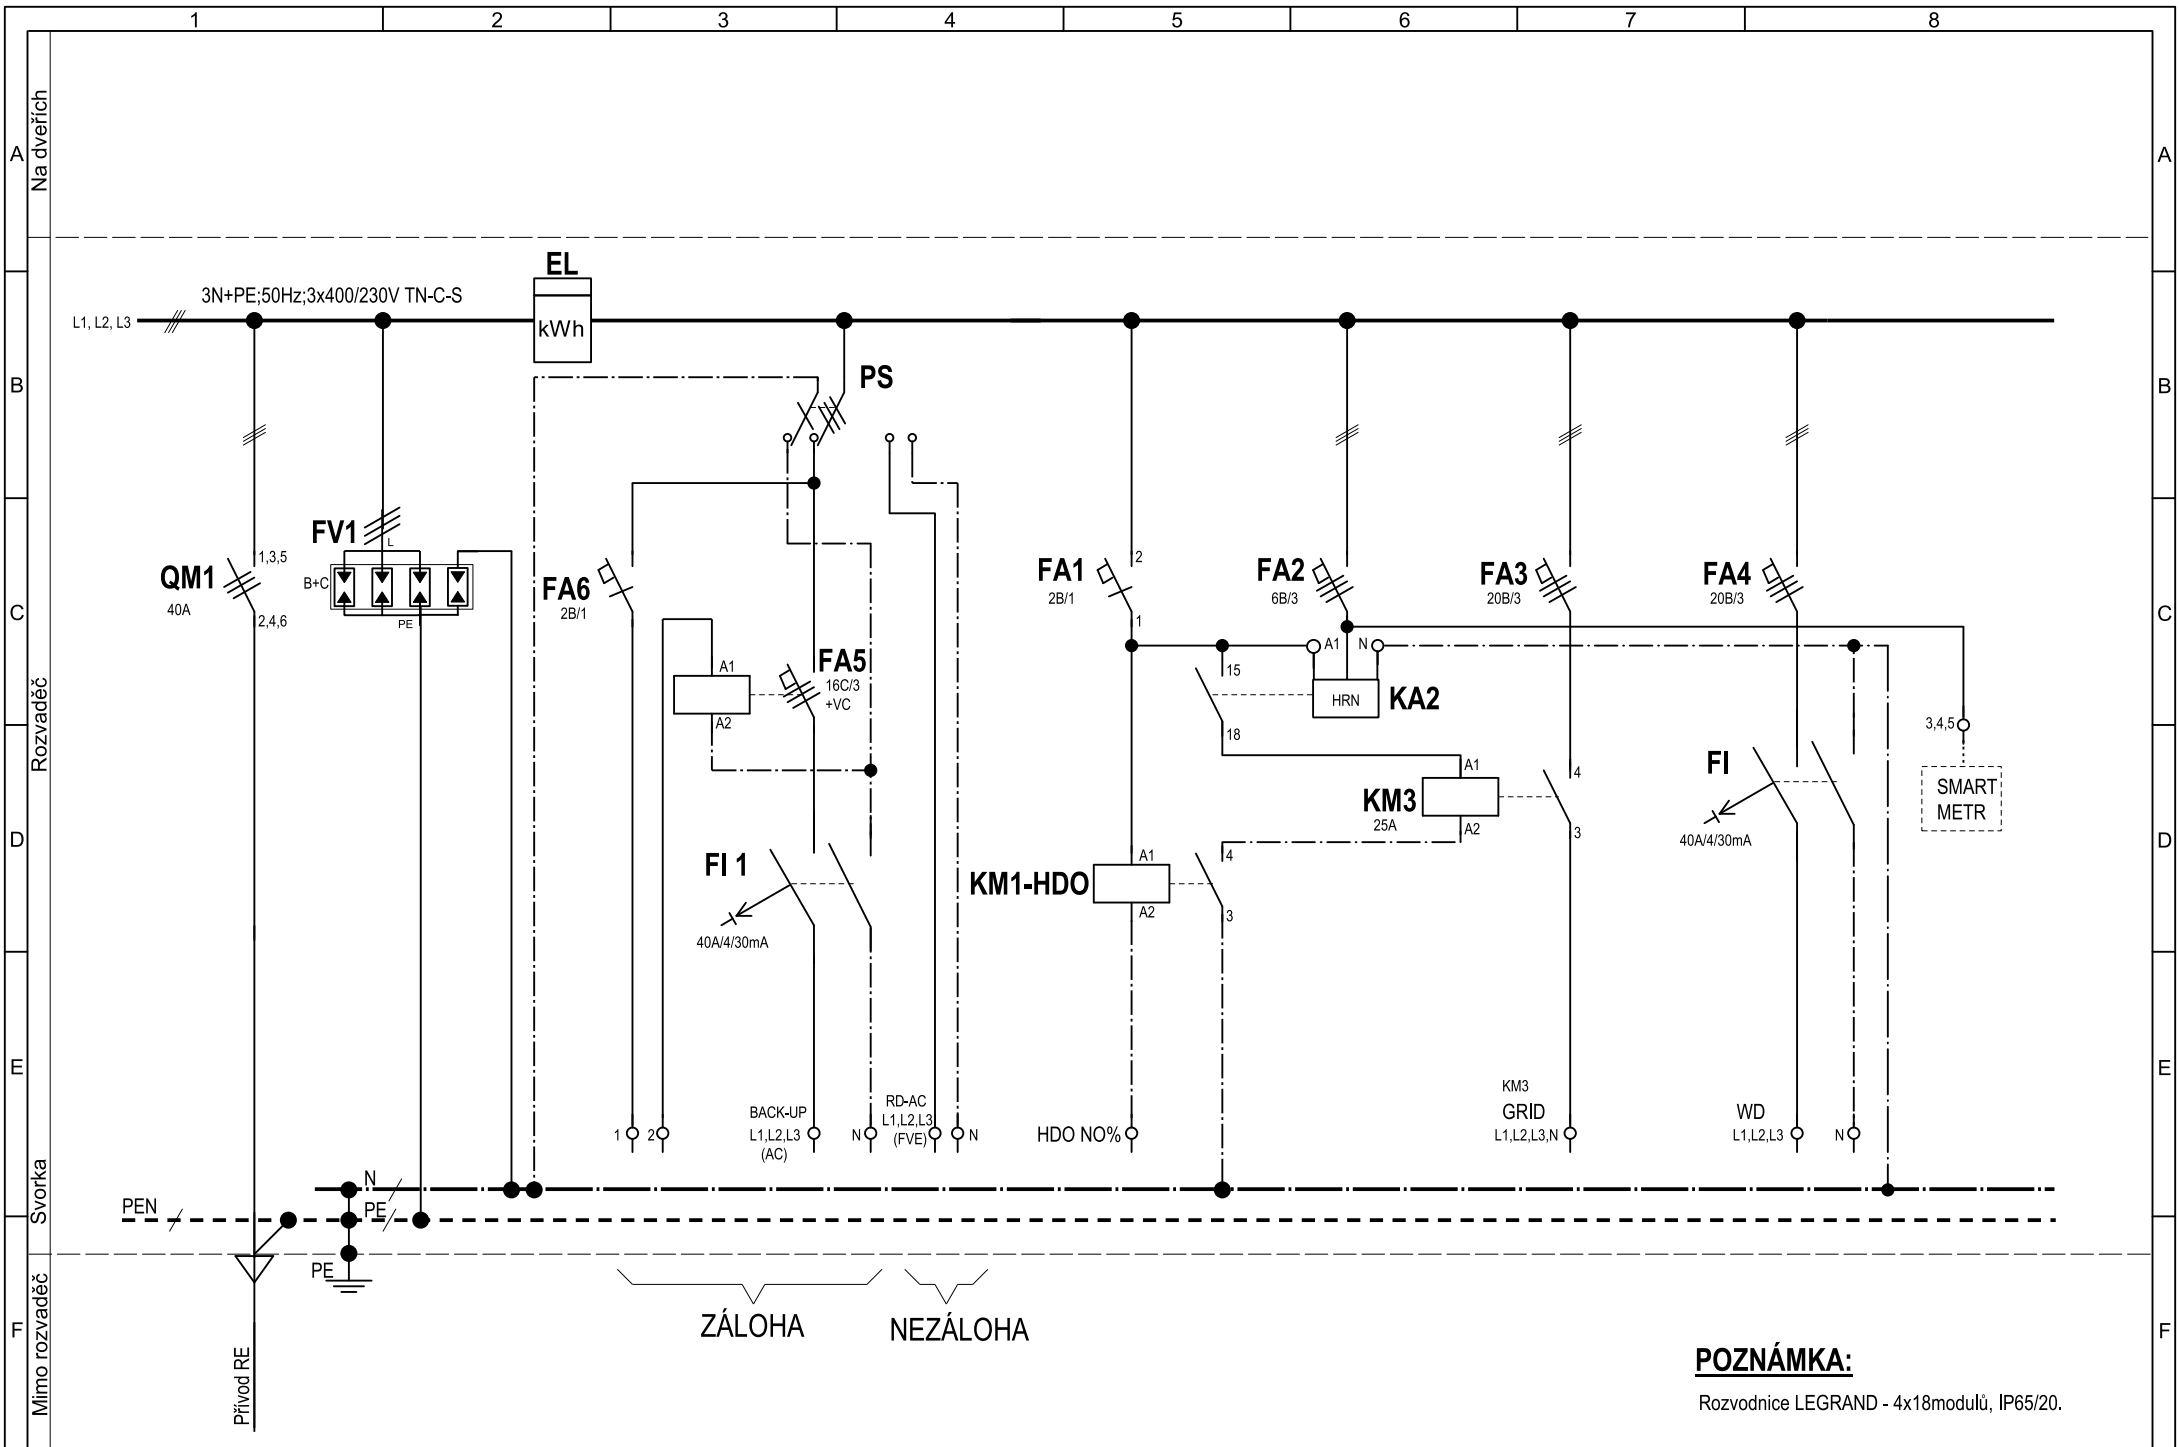 1 2 3 4 5 6 7 8
A
Na dveřích
A
EL
3N+PE;50Hz;3x400/230V TN-C-S
L1, L2, L3
kWh
B
PS
B
FV1
L
QM1
40A
1,3,5
2,4,6
B+C
PE
FA6
2B/1
FA1
2B/1
2
1
FA2
6B/3
FA3
20B/3
FA4
20B/3
C
C
A1
A2
FA5
16C/3
+VC
15
18
A1
N
HRN
KA2
3,4,5
Rozvaděč
KM3
25A
A1
A2
4
3
FI
40A/4/30mA
SMART
METR
D
D
FI 1
40A/4/30mA
KM1-HDO
A1
A2
4
3
E
E
1
2
BACK-UP
L1,L2,L3
(AC)
N
RD-AC
L1,L2,L3
(FVE)
N
HDO NO%
KM3
GRID
L1,L2,L3,N
WD
L1,L2,L3
N
Svorka
N
PEN
PE
PE
F
Mimo rozvaděč
Přívod RE
ZÁLOHA
NEZÁLOHA
F
POZNÁMKA:
Rozvodnice LEGRAND - 4x18modulů, IP65/20.